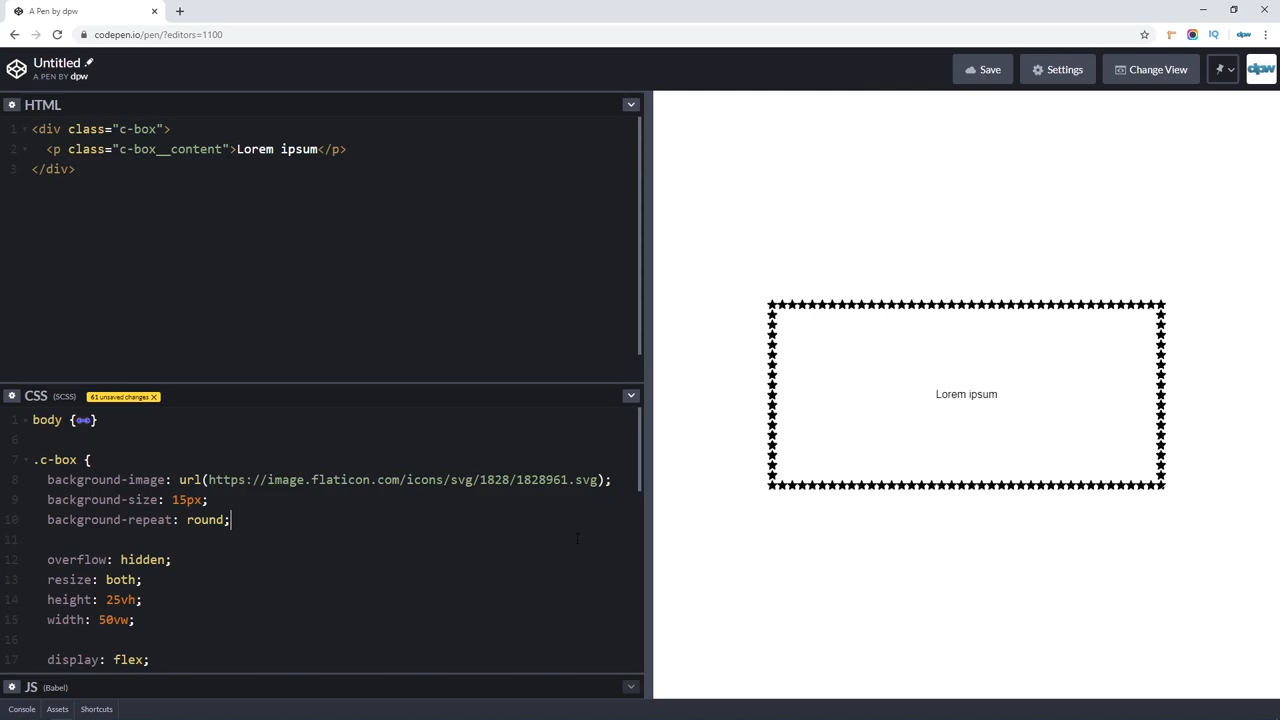 A Pen by dpw
codepen.io/pen/?editors=1100
IQ
dpw
Untitled
A PEN BY dpw
Save
Settings
Change View
dpw
HTML
1 <div class="c-box">
2 <p class="c-box__content">Lorem ipsum</p>
3 </div>
CSS (SCSS) 61 unsaved changes X
1 body {}
6
7 .c-box {
8 background-image: url(https://image.flaticon.com/icons/svg/1828/1828961.svg);
9 background-size: 15px;
10 background-repeat: round;
11
12 overflow: hidden;
13 resize: both;
14 height: 25vh;
15 width: 50vw;
16
17 display: flex;
JS (Babel)
Console Assets Shortcuts
Lorem ipsum